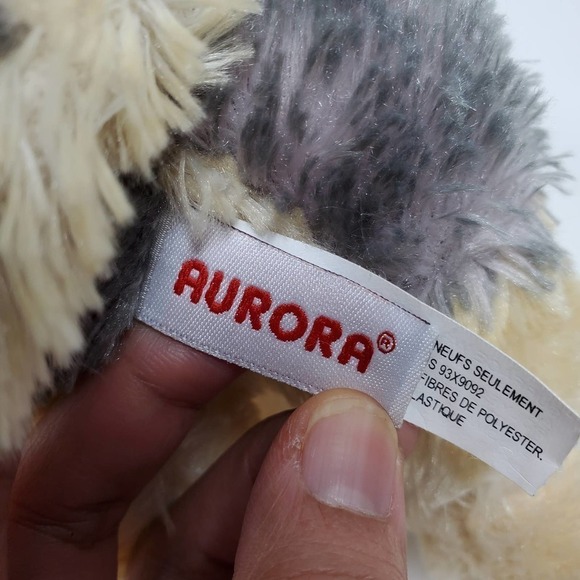 AURORA®
NEUFS SEULEMENT
S 93X9092
FIBRES DE POLYESTER.
LASTIQUE